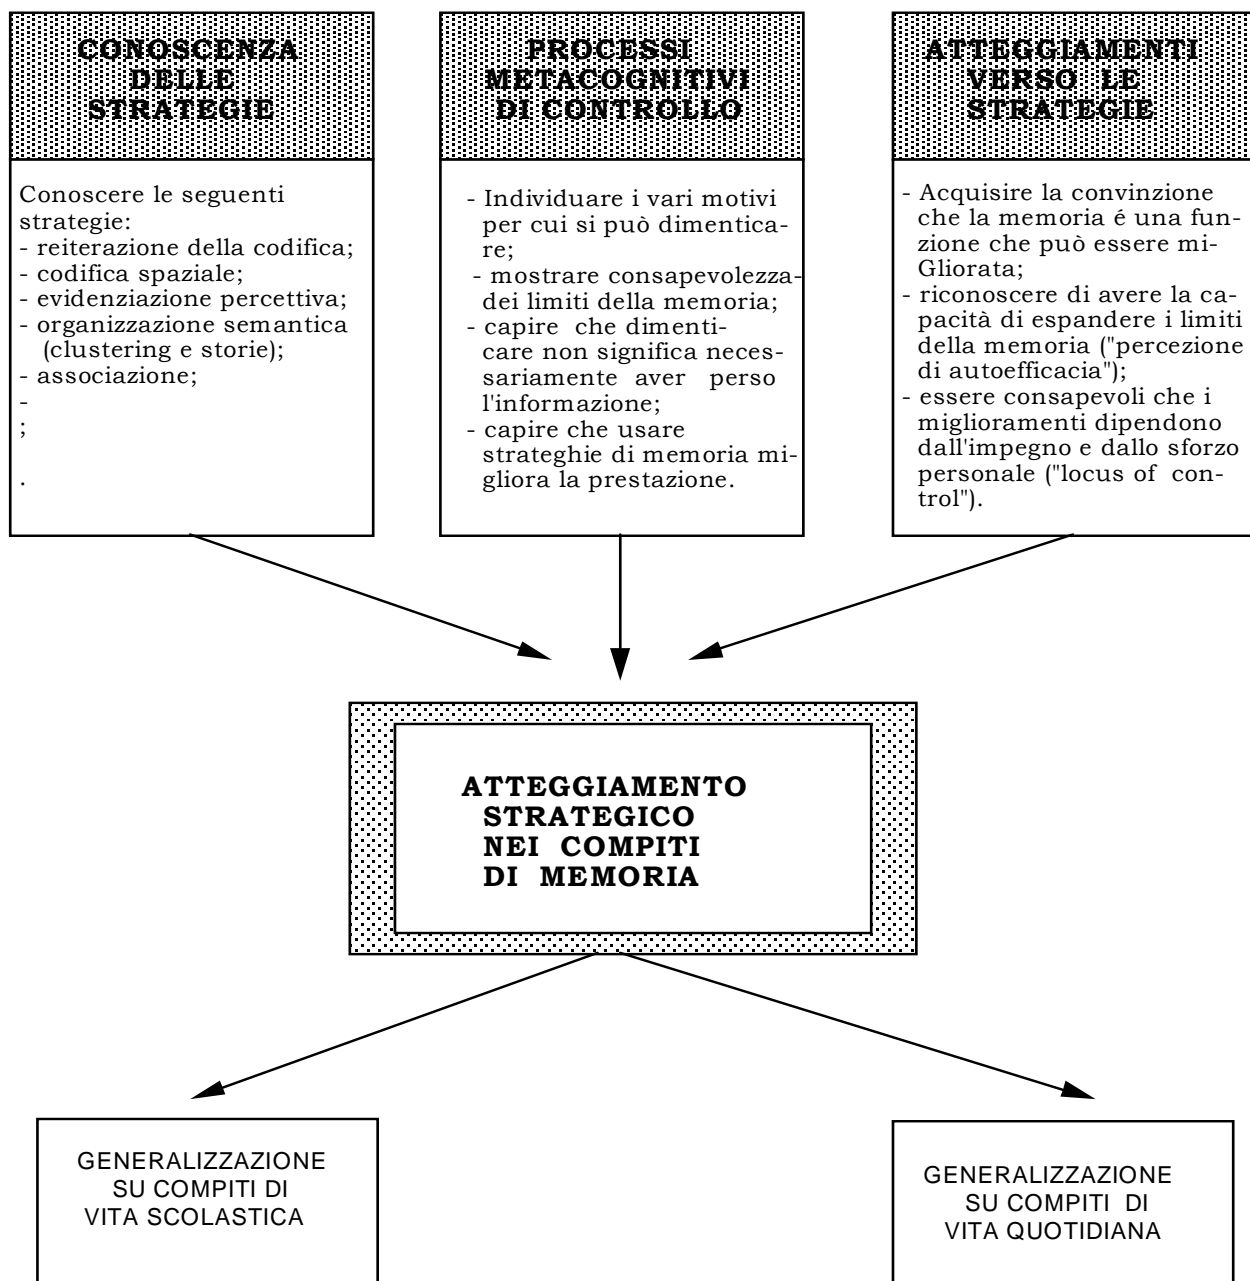 CONOSCENZA
DELLE
STRATEGIE
Conoscere le seguenti
strategie:
- reiterazione della codifica;
- codifica spaziale;
- evidenziazione percettiva;
- organizzazione semantica
(clustering e storie);
- associazione;
-
;
.
PROCESSI
METACOGNITIVI
DI CONTROLLO
- Individuare i vari motivi
per cui si può dimentica-
re;
- mostrare consapevolezza
dei limiti della memoria;
- capire che dimenti-
care non significa neces-
sariamente aver perso
l'informazione;
- capire che usare
strateghie di memoria mi-
gliora la prestazione.
ATTEGGIAMENTI
VERSO LE
STRATEGIE
- Acquisire la convinzione
che la memoria é una fun-
zione che può essere mi-
Gliorata;
- riconoscere di avere la ca-
pacità di espandere i limiti
della memoria ("percezione
di autoefficacia");
- essere consapevoli che i
miglioramenti dipendono
dall'impegno e dallo sforzo
personale ("locus of con-
trol").
ATTEGGIAMENTO
STRATEGICO
NEI COMPITI
DI MEMORIA
GENERALIZZAZIONE
SU COMPITI DI
VITA SCOLASTICA
GENERALIZZAZIONE
SU COMPITI DI
VITA QUOTIDIANA